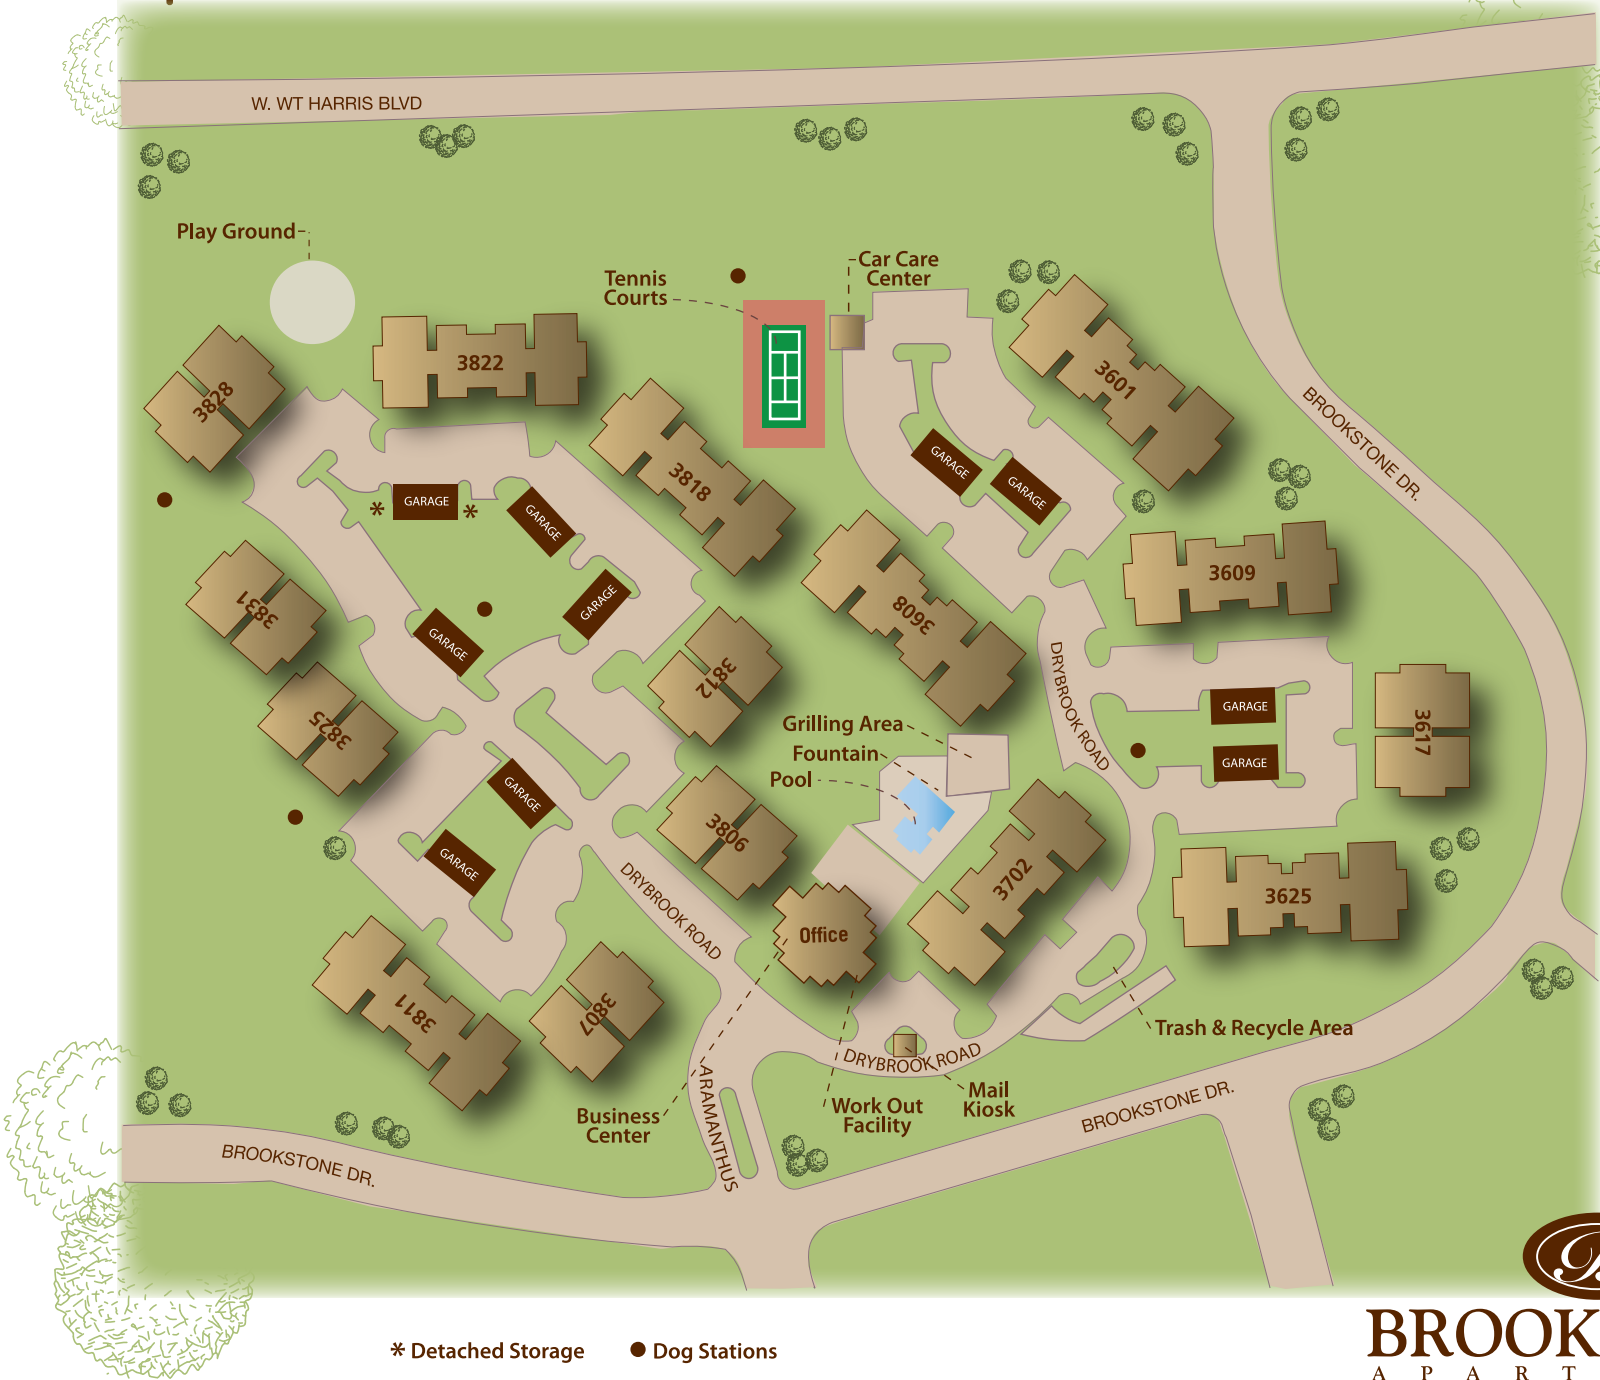 W. WT HARRIS BLVD
Play Ground
Car Care
Center
Tennis
Courts
3822
3828
3601
BROOKSTONE DR.
3818
GARAGE
GARAGE
* GARAGE *
GARAGE
3609
GARAGE
3831
3608
GARAGE
DRYBROOK ROAD
3812
GARAGE
3617
3825
Grilling Area
Fountain
Pool
GARAGE
GARAGE
3806
GARAGE
3702
3625
DRYBROOK ROAD
Office
3811
3807
Trash & Recycle Area
DRYBROOK ROAD
Mail
Kiosk
Work Out
Facility
Business
Center
ARAMANTHUS
BROOKSTONE DR.
BROOKSTONE DR.
* Detached Storage
Dog Stations
B
BROOK
APART